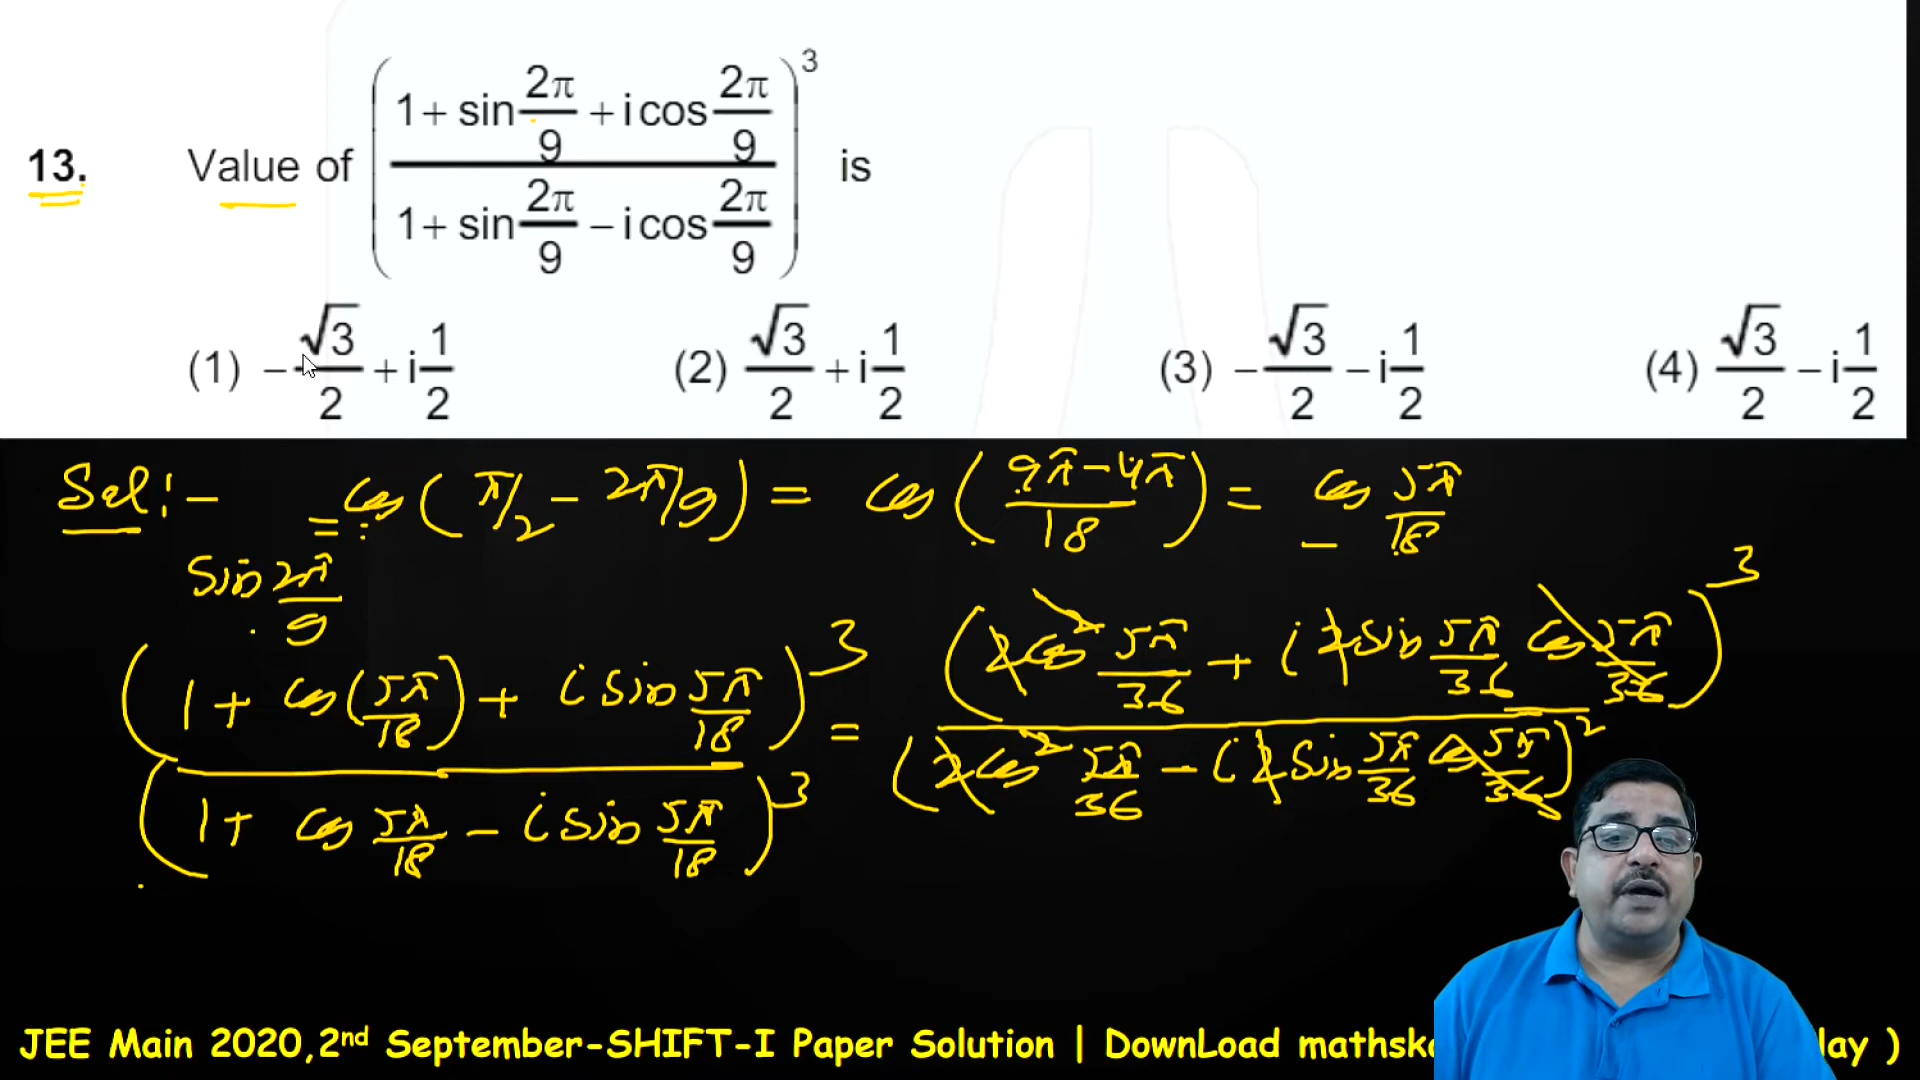 13. Value of ((1 + sin 2π/9 + i cos 2π/9)/(1 + sin 2π/9 − i cos 2π/9))³ is
(1) −√3/2 + i 1/2 (2) √3/2 + i 1/2 (3) −√3/2 − i 1/2 (4) √3/2 − i 1/2
Sol:- = cos(π/2 − 2π/9) = cos((9π − 4π)/18) = cos 5π/18
sin 2π/9
(1 + cos(5π/18) + i sin 5π/18)³ / (1 + cos 5π/18 − i sin 5π/18)³ = (2cos² 5π/36 + i 2 sin 5π/36 cos 5π/36)³ / (2cos² 5π/36 − i 2 sin 5π/36 cos 5π/36)²
JEE Main 2020, 2nd September-SHIFT-I Paper Solution | DownLoad )